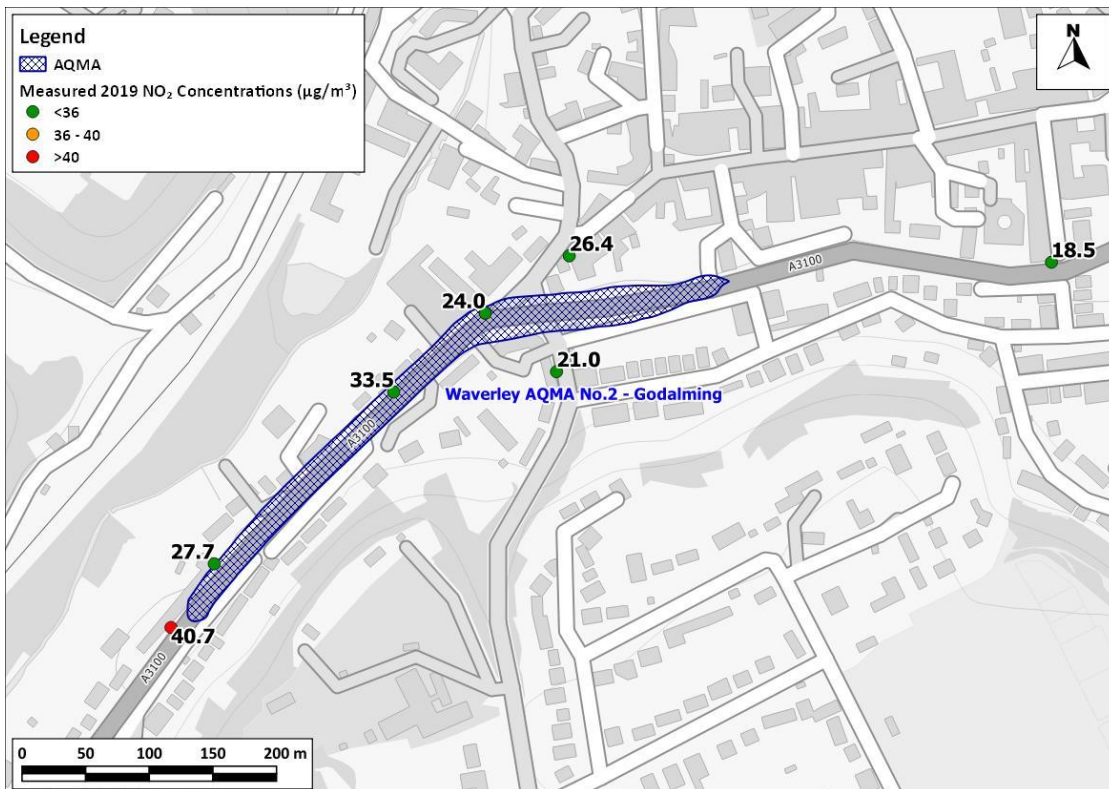 Legend
AQMA
Measured 2019 NO₂ Concentrations (µg/m³)
<36
36 - 40
>40
N
26.4
A3100
18.5
24.0
21.0
33.5
Waverley AQMA No.2 - Godalming
A3100
27.7
40.7
A3100
0 50 100 150 200 m